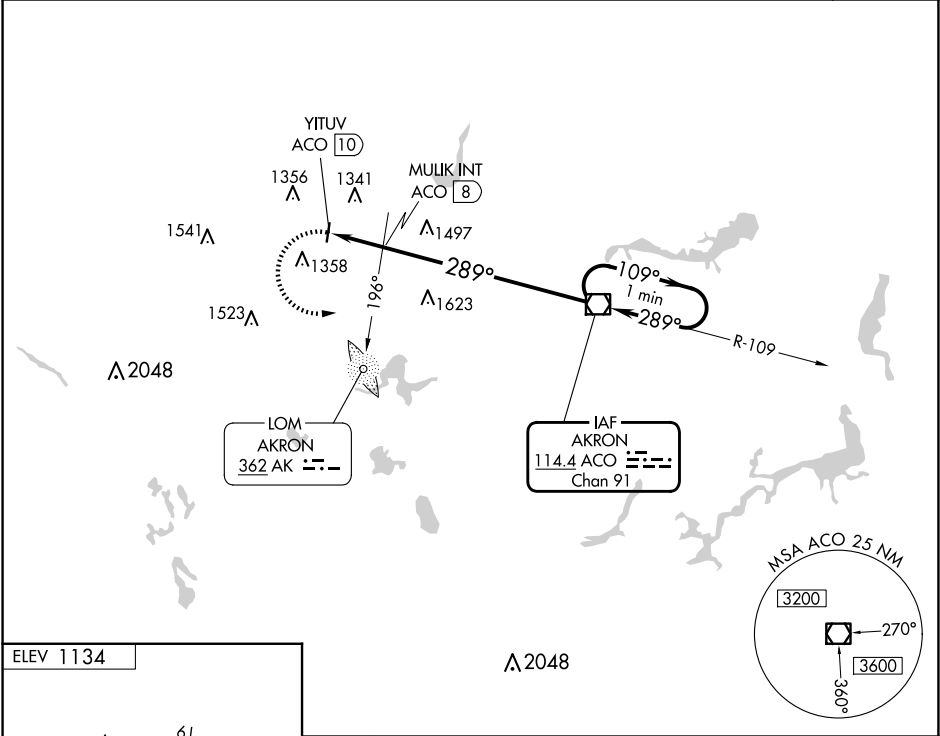 YITUV
ACO 10
MULIK INT
ACO 8
1356
1341
1541
1497
1358
289°
109°
1 min
289°
196°
1623
1523
R-109
2048
LOM
AKRON
362 AK
IAF
AKRON
114.4 ACO
Chan 91
MSA ACO 25 NM
3200
270°
3600
360°
ELEV 1134
2048